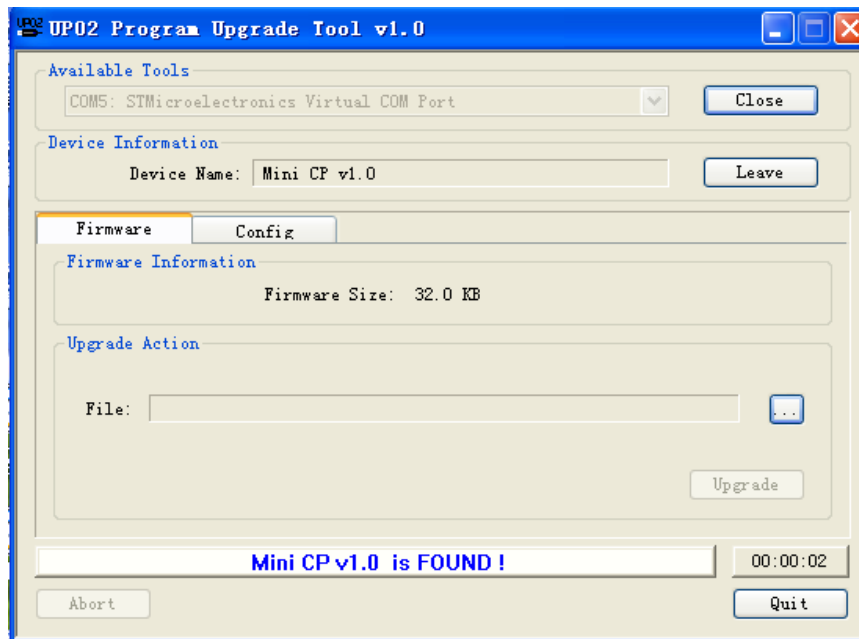 UP02 UP02 Program Upgrade Tool v1.0
Available Tools
COM5: STMicroelectronics Virtual COM Port Close
Device Information
Device Name: Mini CP v1.0 Leave
Firmware Config
Firmware Information
Firmware Size: 32.0 KB
Upgrade Action
File: ...
Upgrade
Mini CP v1.0 is FOUND ! 00:00:02
Abort Quit